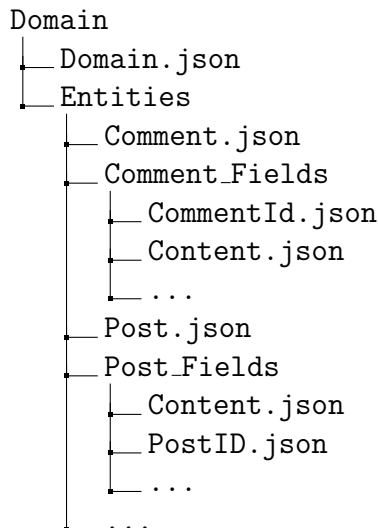 Domain
Domain.json
Entities
Comment.json
Comment_Fields
CommentId.json
Content.json
...
Post.json
Post_Fields
Content.json
PostID.json
...
...